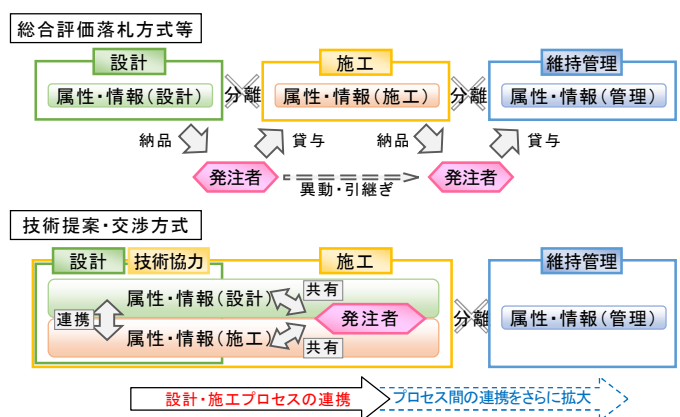 総合評価落札方式等
設計
施工
維持管理
属性・情報(設計)
分離
属性・情報(施工)
分離
属性・情報(管理)
納品
貸与
納品
貸与
発注者
異動・引継ぎ
発注者
技術提案・交渉方式
設計
技術協力
施工
維持管理
属性・情報(設計)
共有
連携
発注者
分離
属性・情報(管理)
属性・情報(施工)
共有
設計・施工プロセスの連携
プロセス間の連携をさらに拡大